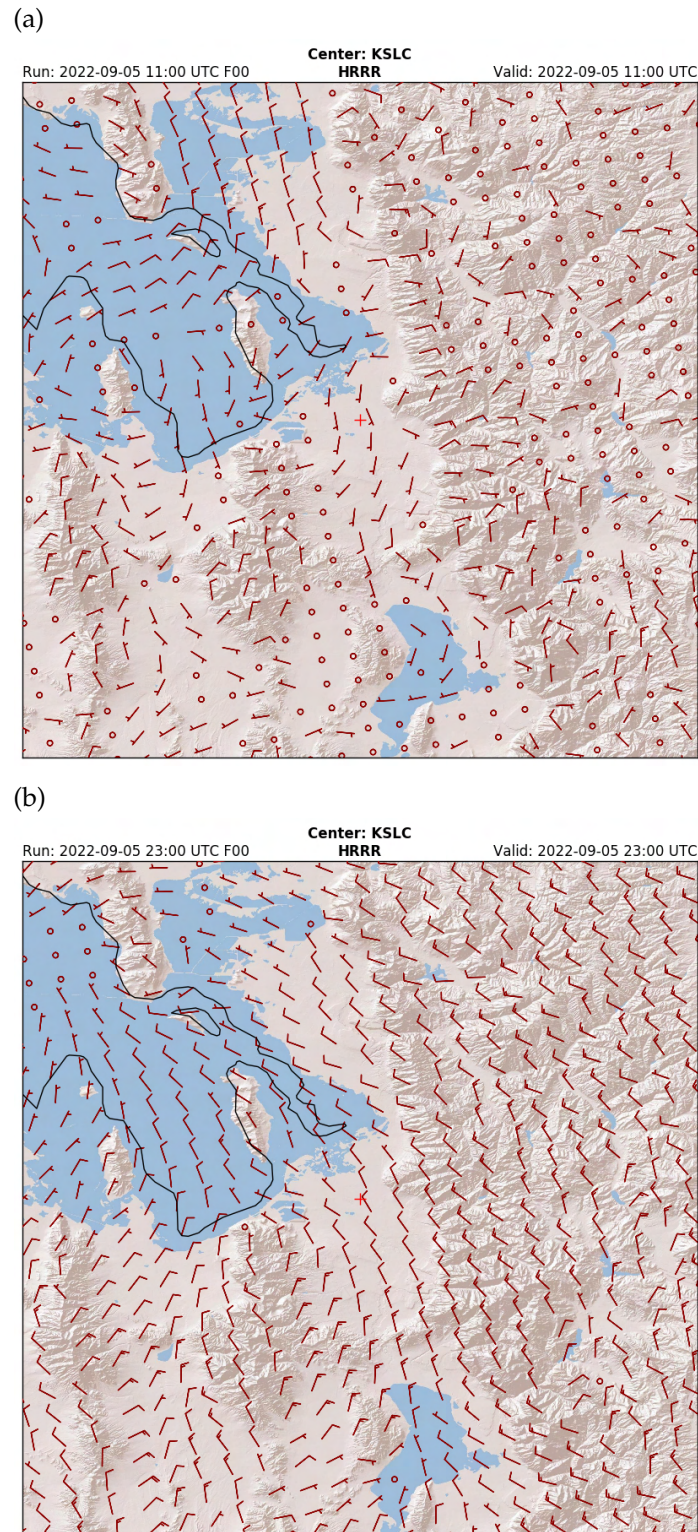 (a)
Center: KSLC
Run: 2022-09-05 11:00 UTC F00 HRRR Valid: 2022-09-05 11:00 UTC
(b)
Center: KSLC
Run: 2022-09-05 23:00 UTC F00 HRRR Valid: 2022-09-05 23:00 UTC